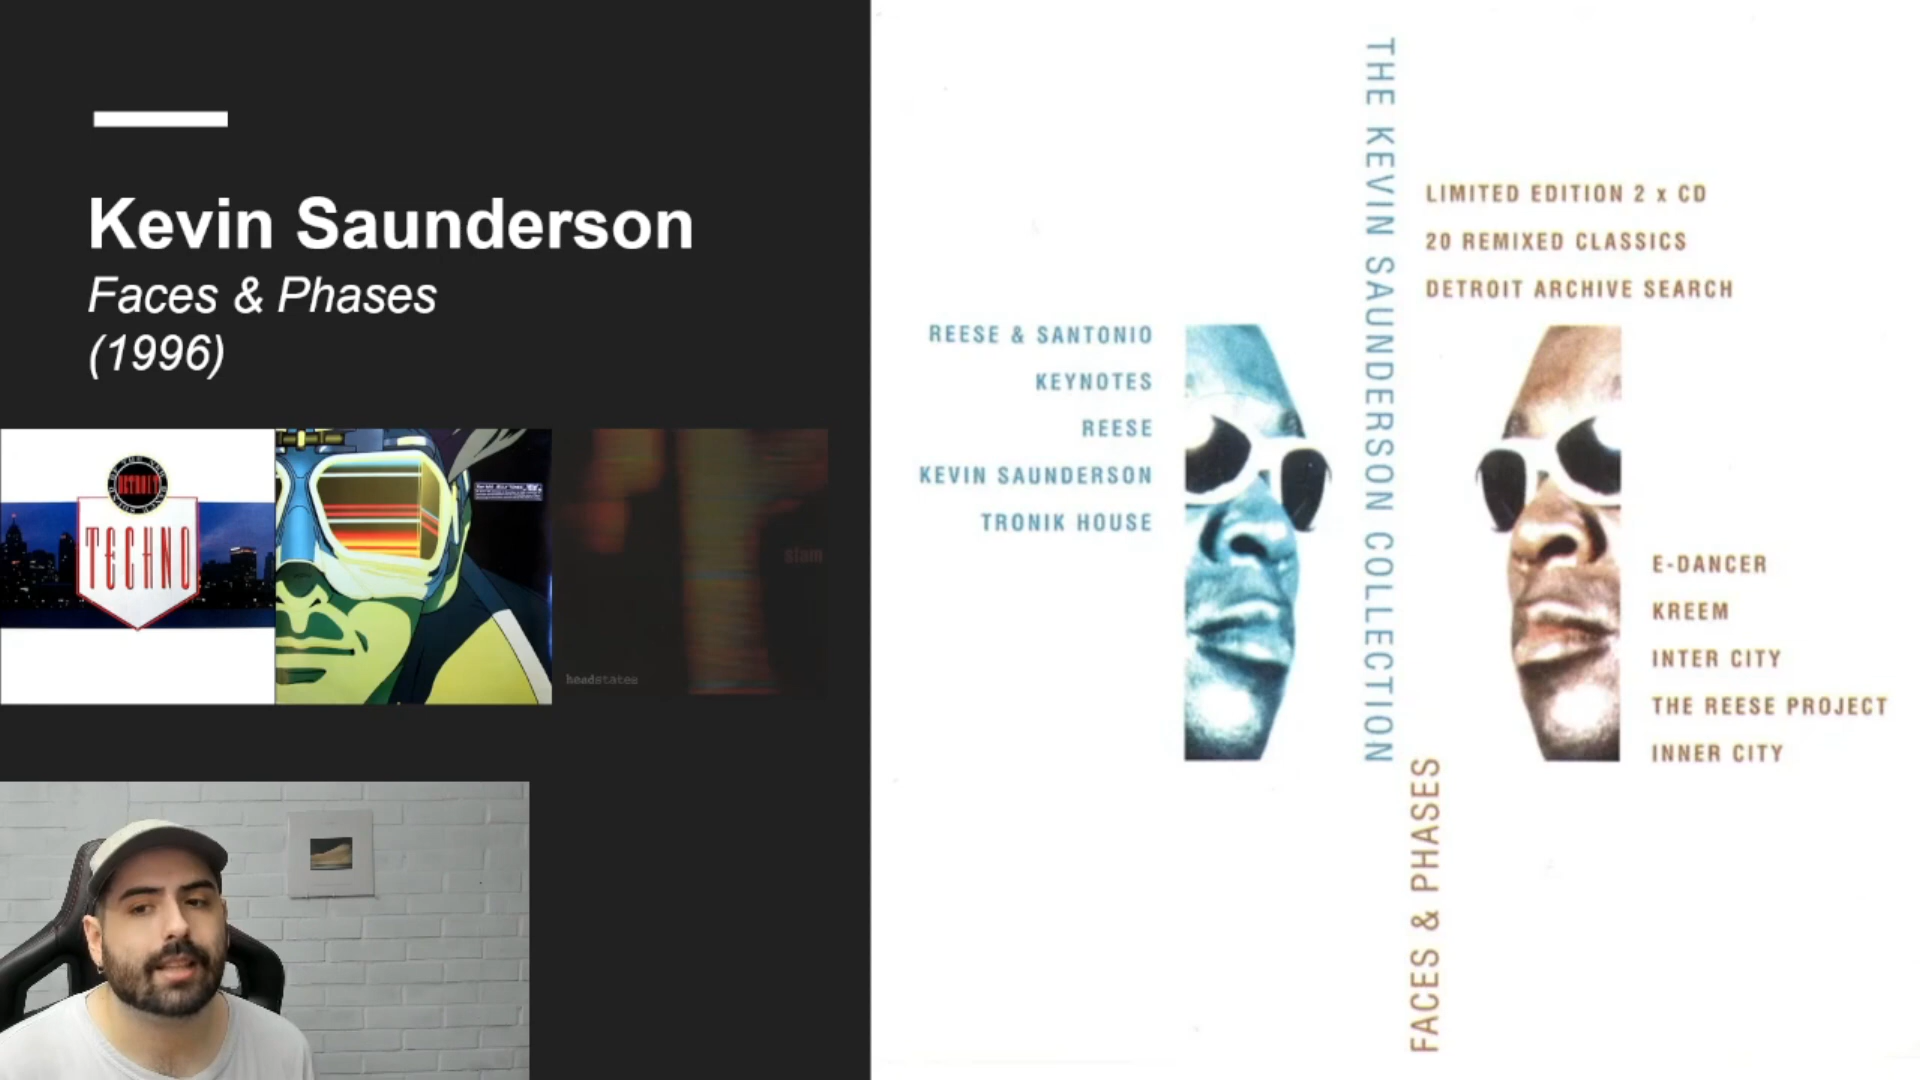 Kevin Saunderson
Faces & Phases
(1996)
DETROIT
TECHNO
slam
headstates
THE KEVIN SAUNDERSON COLLECTION
FACES & PHASES
LIMITED EDITION 2 x CD
20 REMIXED CLASSICS
DETROIT ARCHIVE SEARCH
REESE & SANTONIO
KEYNOTES
REESE
KEVIN SAUNDERSON
TRONIK HOUSE
E-DANCER
KREEM
INTER CITY
THE REESE PROJECT
INNER CITY